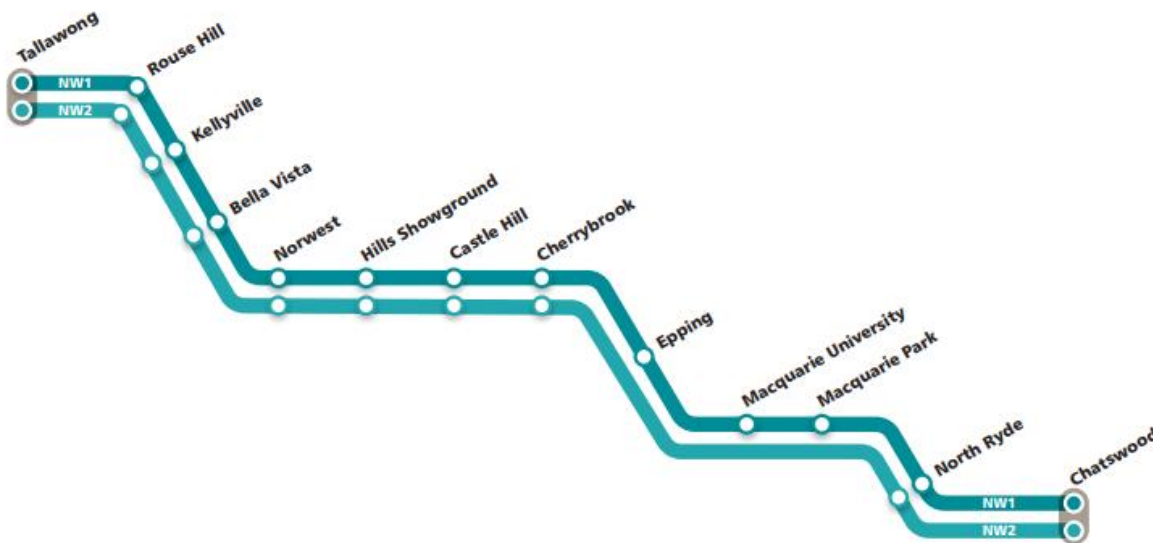 Tallawong
Rouse Hill
NW1
NW2
Kellyville
Bella Vista
Norwest
Hills Showground
Castle Hill
Cherrybrook
Epping
Macquarie University
Macquarie Park
North Ryde
Chatswood
NW1
NW2